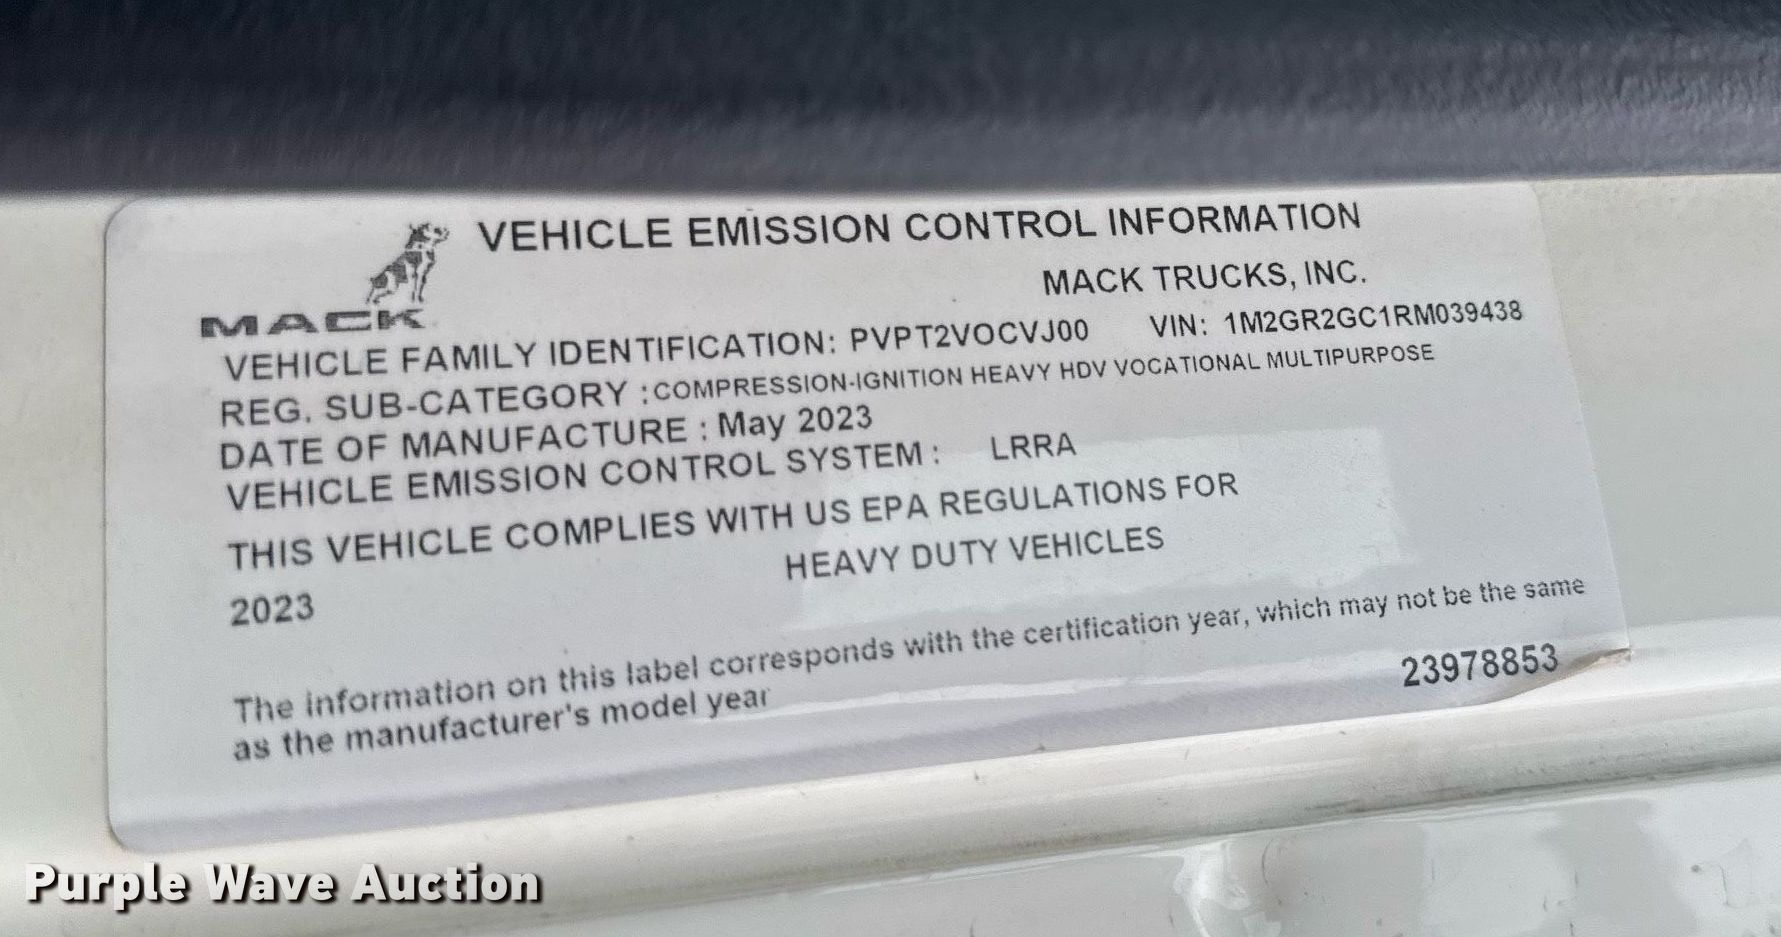 VEHICLE EMISSION CONTROL INFORMATION
MACK TRUCKS, INC.
MACK
VEHICLE FAMILY IDENTIFICATION: PVPT2VOCVJ00 VIN: 1M2GR2GC1RM039438
REG. SUB-CATEGORY :COMPRESSION-IGNITION HEAVY HDV VOCATIONAL MULTIPURPOSE
DATE OF MANUFACTURE : May 2023
VEHICLE EMISSION CONTROL SYSTEM : LRRA
THIS VEHICLE COMPLIES WITH US EPA REGULATIONS FOR
HEAVY DUTY VEHICLES
2023
The information on this label corresponds with the certification year, which may not be the same
as the manufacturer's model year
23978853
Purple Wave Auction